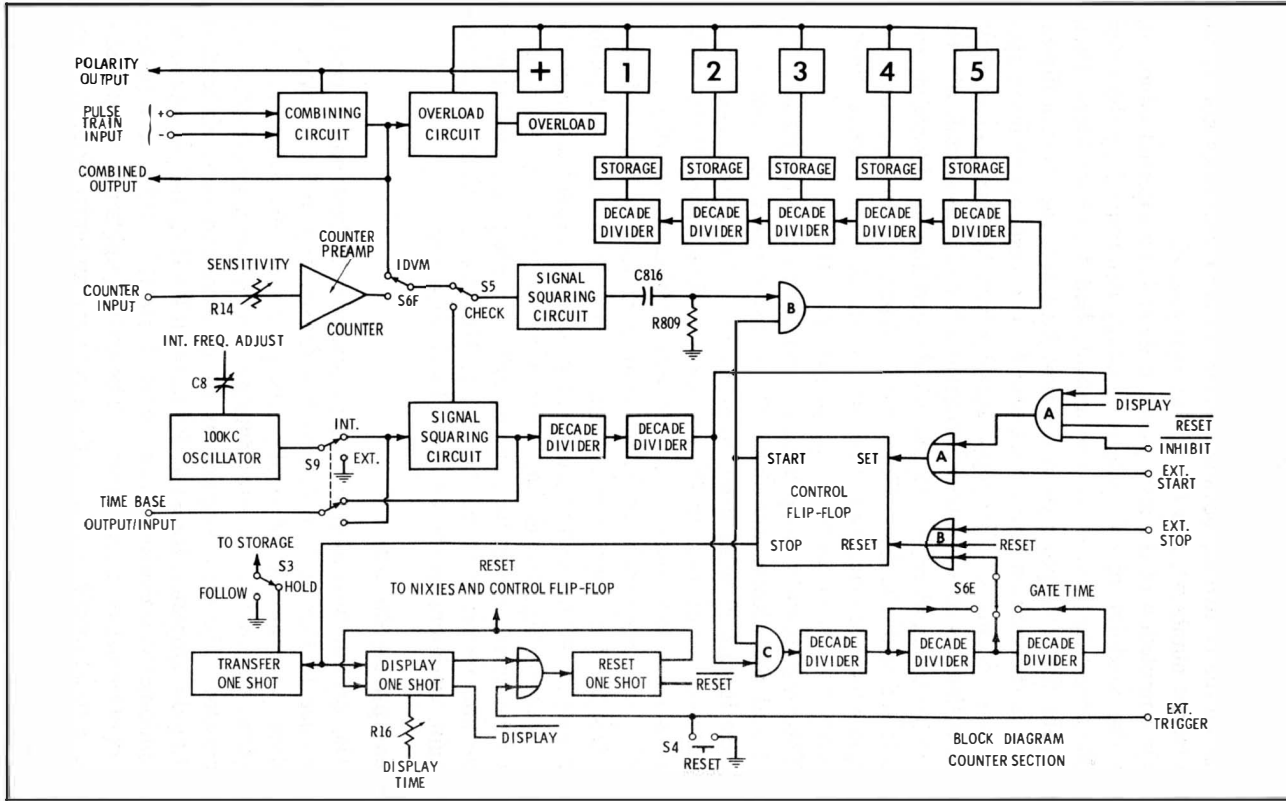 +
1
2
3
4
5
POLARITY OUTPUT
PULSE TRAIN INPUT
+
-
COMBINING CIRCUIT
OVERLOAD CIRCUIT
OVERLOAD
COMBINED OUTPUT
STORAGE
STORAGE
STORAGE
STORAGE
STORAGE
DECADE DIVIDER
DECADE DIVIDER
DECADE DIVIDER
DECADE DIVIDER
DECADE DIVIDER
COUNTER PREAMP
SENSITIVITY
IDVM
S5
SIGNAL SQUARING CIRCUIT
C816
COUNTER INPUT
R14
S6F
CHECK
R809
B
COUNTER
INT. FREQ. ADJUST
C8
100KC OSCILLATOR
INT.
S9
EXT.
SIGNAL SQUARING CIRCUIT
DECADE DIVIDER
DECADE DIVIDER
A
DISPLAY
RESET
INHIBIT
START
SET
A
EXT. START
CONTROL FLIP-FLOP
TIME BASE OUTPUT/INPUT
STOP
RESET
B
EXT. STOP
RESET
TO STORAGE
S3
HOLD
FOLLOW
RESET
TO NIXIES AND CONTROL FLIP-FLOP
S6E
GATE TIME
TRANSFER ONE SHOT
DISPLAY ONE SHOT
RESET ONE SHOT
RESET
C
DECADE DIVIDER
DECADE DIVIDER
DECADE DIVIDER
R16
DISPLAY
DISPLAY TIME
S4
RESET
EXT. TRIGGER
BLOCK DIAGRAM
COUNTER SECTION